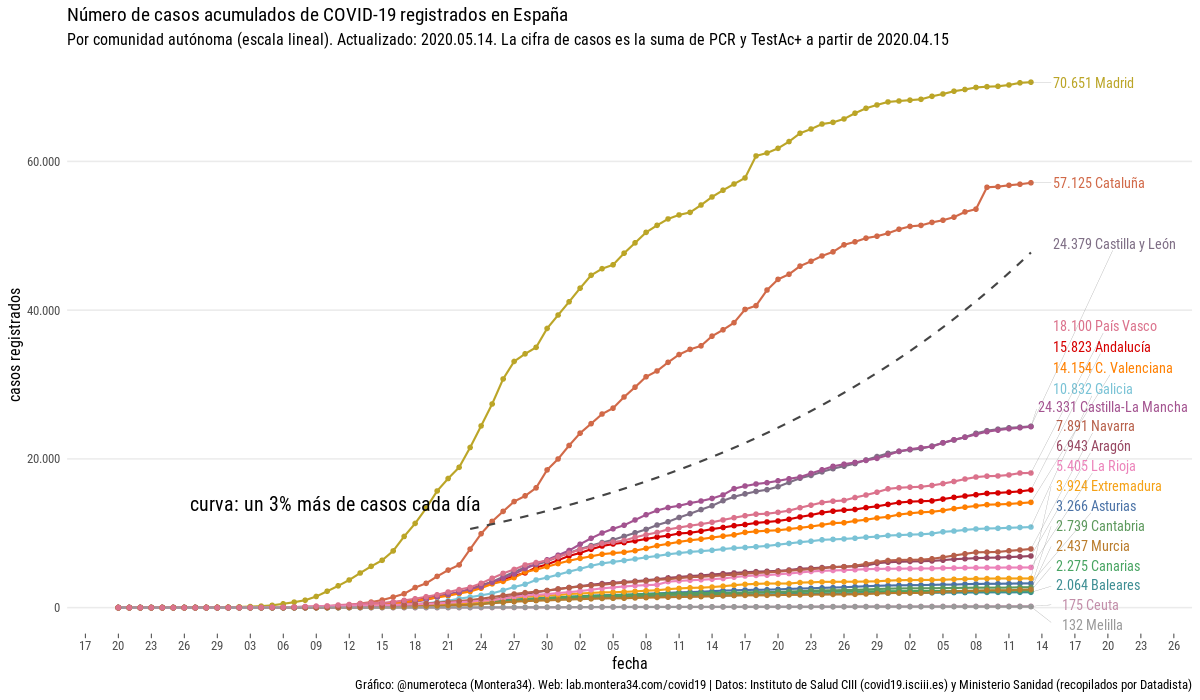 Número de casos acumulados de COVID-19 registrados en España
Por comunidad autónoma (escala lineal). Actualizado: 2020.05.14. La cifra de casos es la suma de PCR y TestAc+ a partir de 2020.04.15
casos registrados
60.000
40.000
20.000
0
curva: un 3% más de casos cada día
70.651 Madrid
57.125 Cataluña
24.379 Castilla y León
18.100 País Vasco
15.823 Andalucía
14.154 C. Valenciana
10.832 Galicia
24.331 Castilla-La Mancha
7.891 Navarra
6.943 Aragón
5.405 La Rioja
3.924 Extremadura
3.266 Asturias
2.739 Cantabria
2.437 Murcia
2.275 Canarias
2.064 Baleares
175 Ceuta
132 Melilla
17 20 23 26 29 03 06 09 12 15 18 21 24 27 30 02 05 08 11 14 17 20 23 26 29 02 05 08 11 14 17 20 23 26
fecha
Gráfico: @numeroteca (Montera34). Web: lab.montera34.com/covid19 | Datos: Instituto de Salud CIII (covid19.isciii.es) y Ministerio Sanidad (recopilados por Datadista)